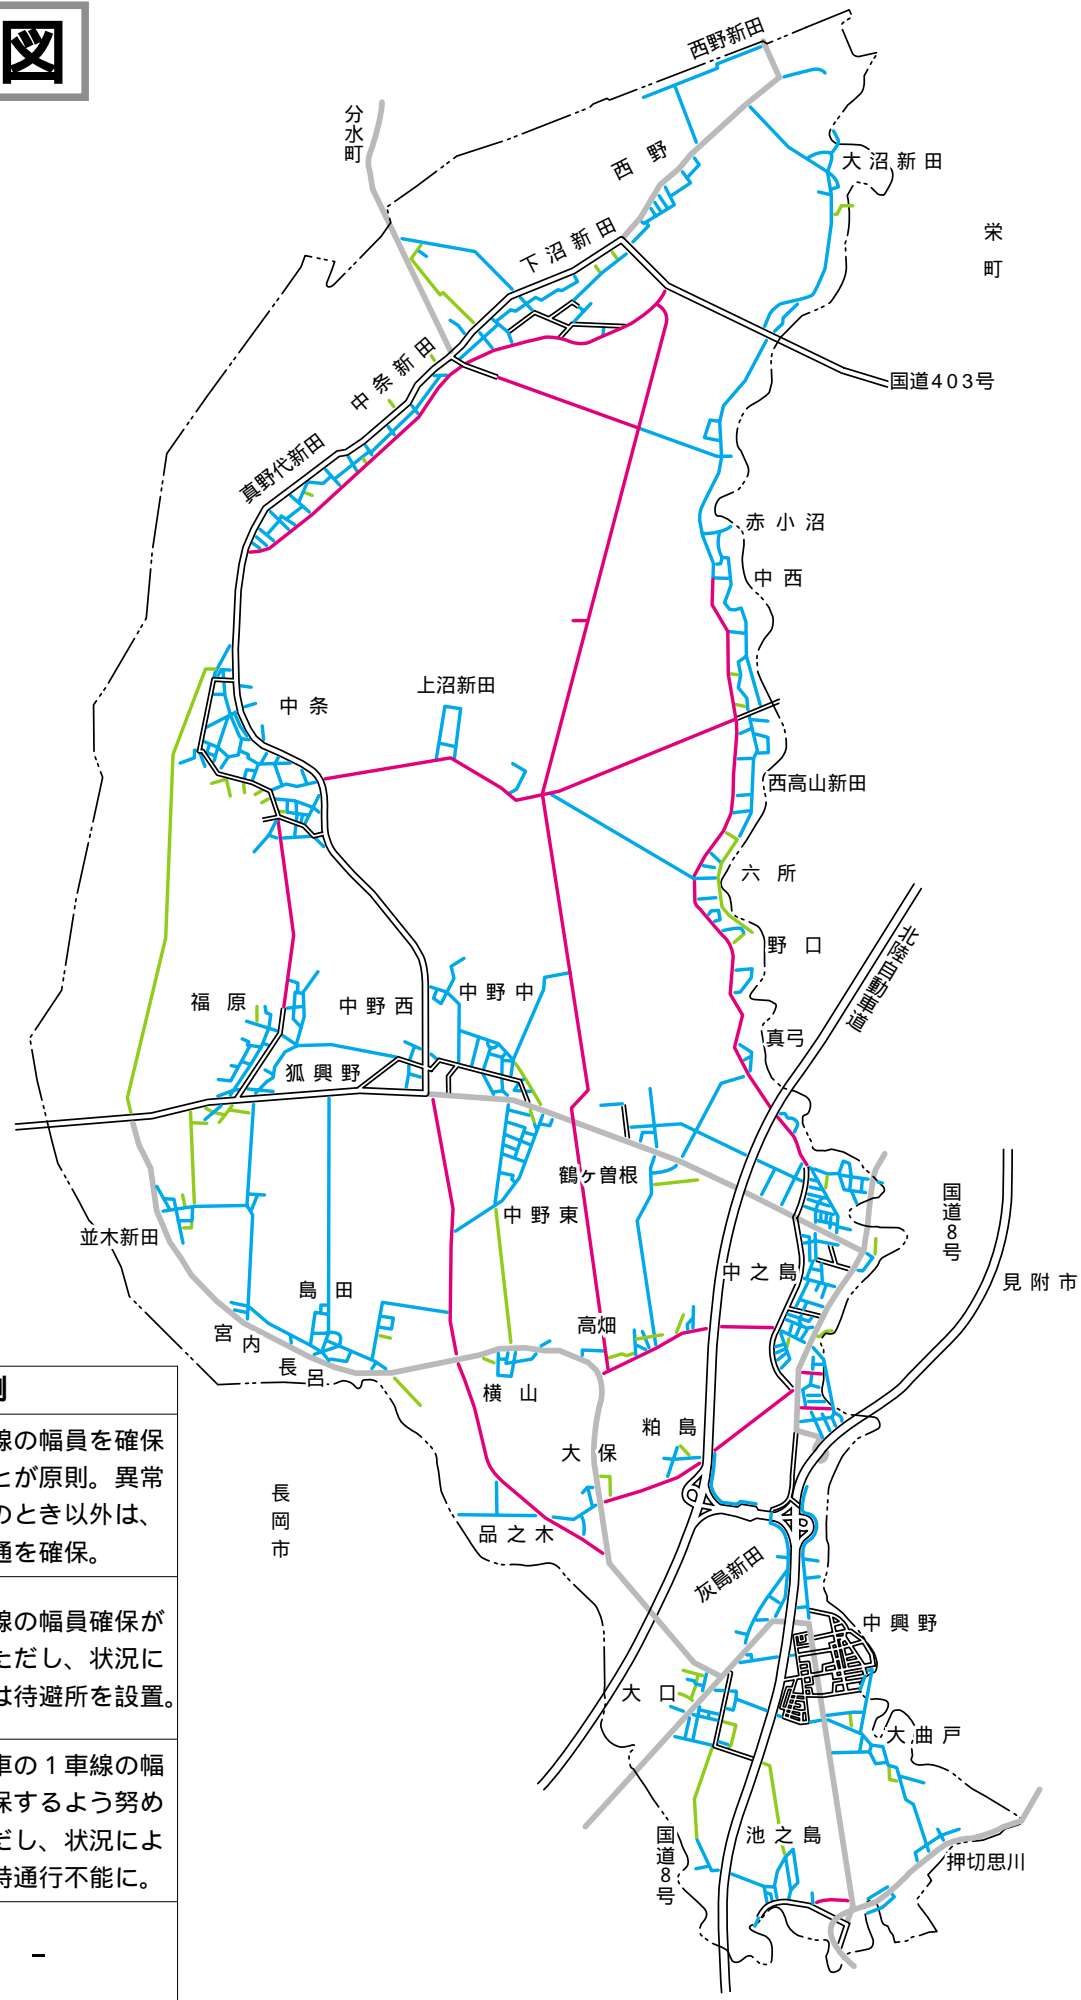 図
西野新田
分水町
西野
大沼新田
栄町
下沼新田
中条新田
国道403号
真野代新田
赤小沼
中西
上沼新田
中条
西高山新田
六所
野口
北陸自動車道
福原
中野西
中野中
真弓
狐興野
鶴ヶ曽根
中野東
国道8号
並木新田
中之島
見附市
島田
宮内
高畑
長呂
横山
粕島
大保
長岡市
品之木
灰島新田
中興野
大口
大曲戸
池之島
国道8号
押切思川
線の幅員を確保
とが原則。異常
のとき以外は、
通を確保。
線の幅員確保が
ただし、状況に
は待避所を設置。
車の1車線の幅
保するよう努め
だし、状況によ
時通行不能に。
−